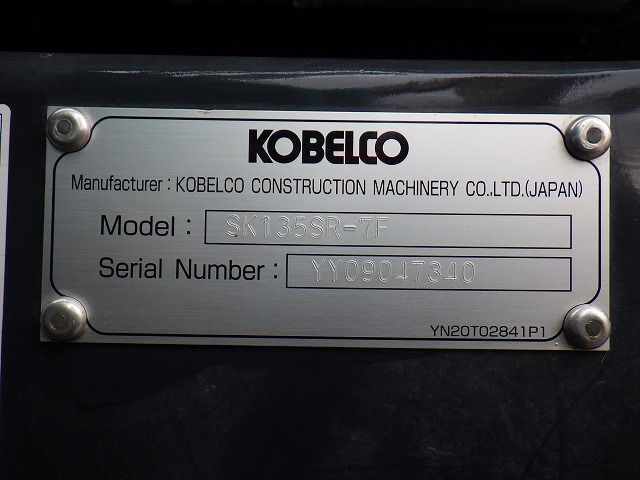 KOBELCO
Manufacturer : KOBELCO CONSTRUCTION MACHINERY CO.,LTD.(JAPAN)
Model : SK135SR-7F
Serial Number : YY09047340
YN20T02841P1